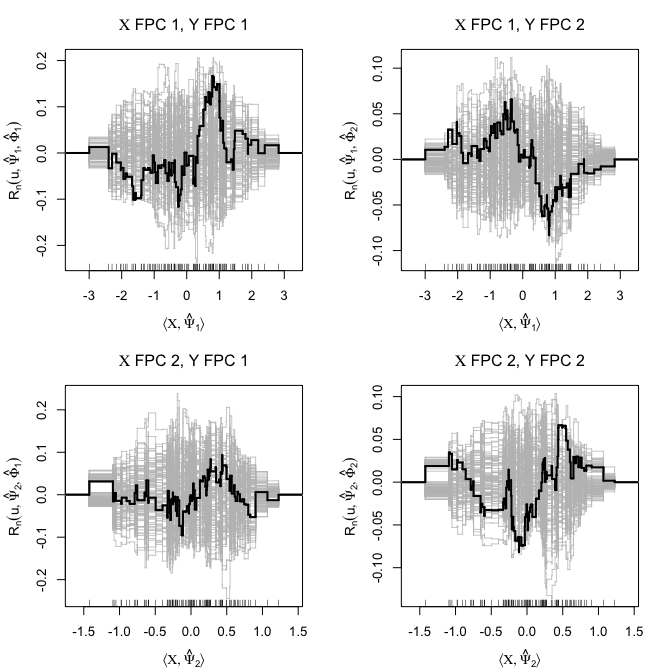 X FPC 1, Y FPC 1
Rₙ(u, Ψ̂₁, Φ̂₁)
0.2
0.1
0.0
-0.1
-0.2
-3 -2 -1 0 1 2 3
⟨X, Ψ̂₁⟩
X FPC 1, Y FPC 2
Rₙ(u, Ψ̂₁, Φ̂₂)
0.10
0.05
0.00
-0.05
-0.10
-3 -2 -1 0 1 2 3
⟨X, Ψ̂₁⟩
X FPC 2, Y FPC 1
Rₙ(u, Ψ̂₂, Φ̂₁)
0.2
0.1
0.0
-0.1
-0.2
-1.5 -1.0 -0.5 0.0 0.5 1.0 1.5
⟨X, Ψ̂₂⟩
X FPC 2, Y FPC 2
Rₙ(u, Ψ̂₂, Φ̂₂)
0.10
0.05
0.00
-0.05
-0.10
-1.5 -1.0 -0.5 0.0 0.5 1.0 1.5
⟨X, Ψ̂₂⟩